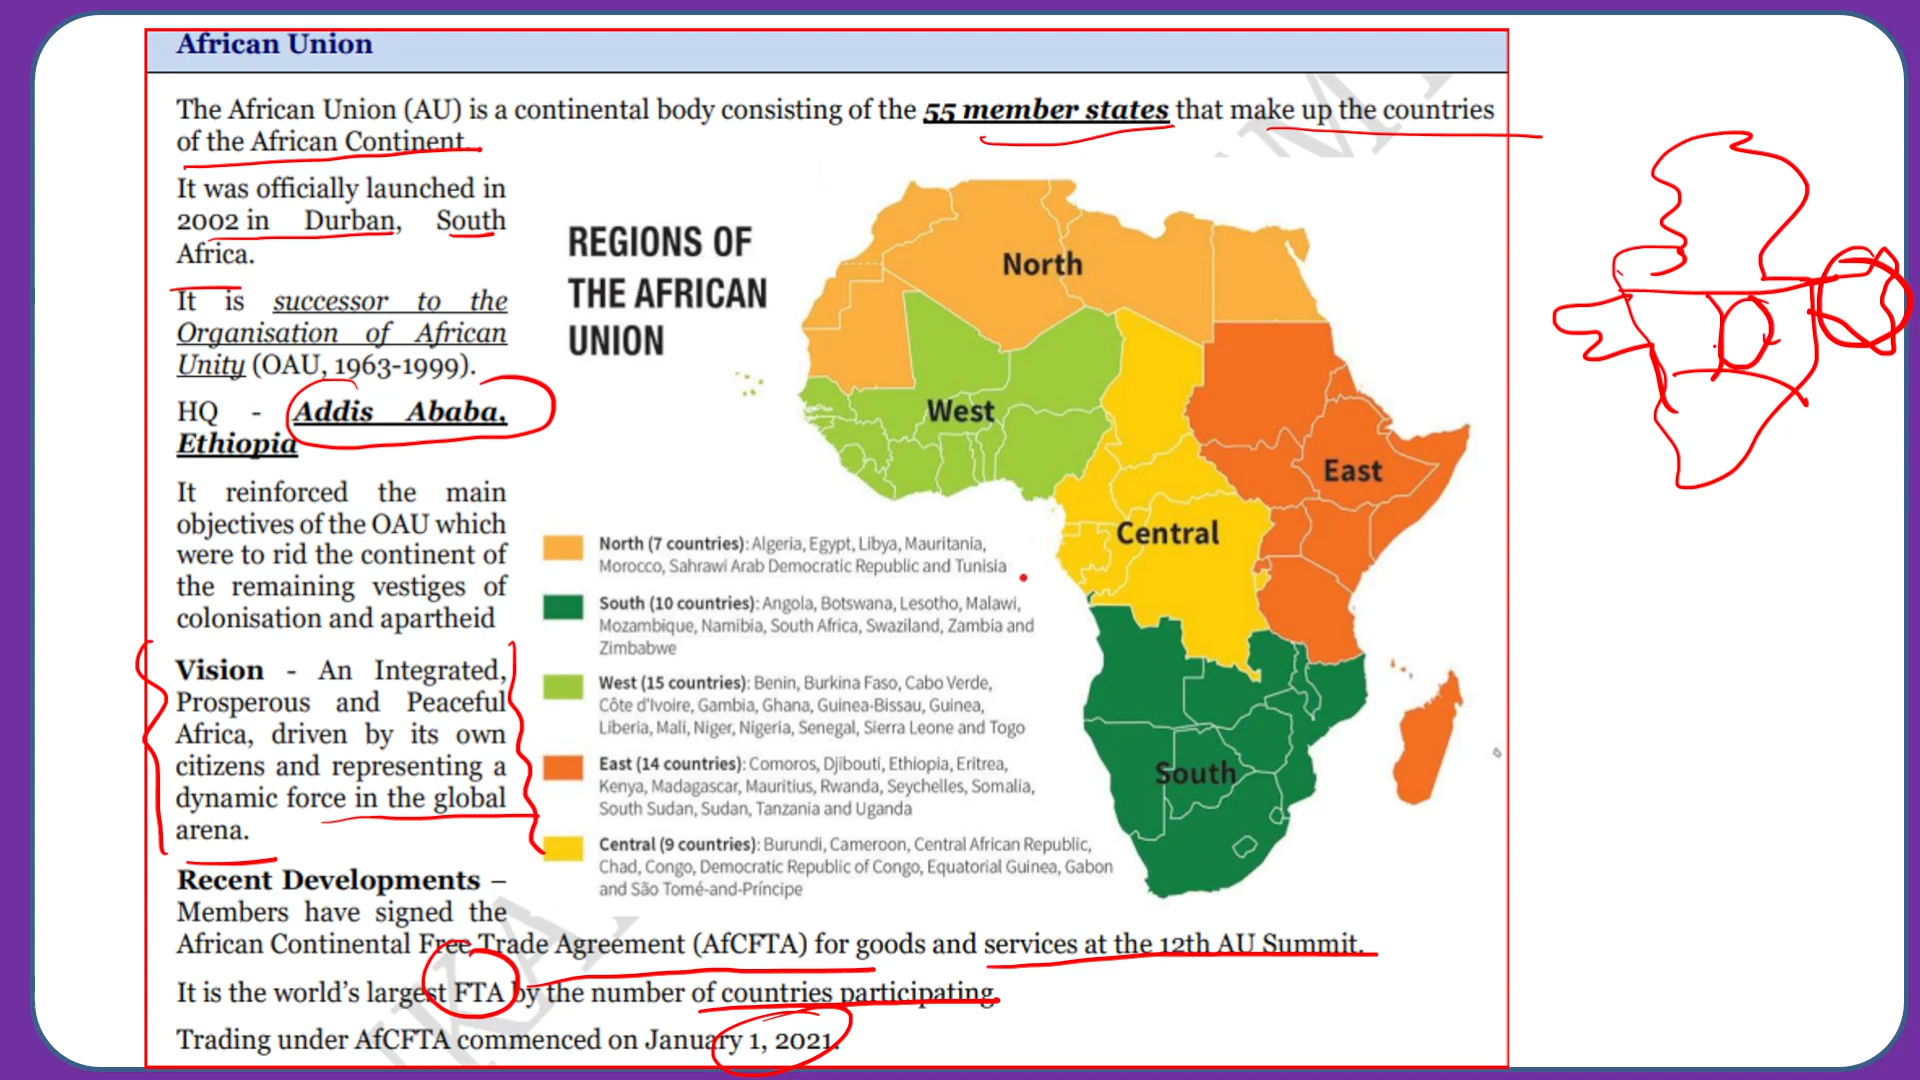 African Union
The African Union (AU) is a continental body consisting of the 55 member states that make up the countries
of the African Continent.
It was officially launched in
2002 in Durban, South
Africa.
It is successor to the
Organisation of African
Unity (OAU, 1963-1999).
HQ - Addis Ababa,
Ethiopia
It reinforced the main
objectives of the OAU which
were to rid the continent of
the remaining vestiges of
colonisation and apartheid
Vision - An Integrated,
Prosperous and Peaceful
Africa, driven by its own
citizens and representing a
dynamic force in the global
arena.
REGIONS OF
THE AFRICAN
UNION
North
West
East
Central
South
North (7 countries): Algeria, Egypt, Libya, Mauritania,
Morocco, Sahrawi Arab Democratic Republic and Tunisia
South (10 countries): Angola, Botswana, Lesotho, Malawi,
Mozambique, Namibia, South Africa, Swaziland, Zambia and
Zimbabwe
West (15 countries): Benin, Burkina Faso, Cabo Verde,
Côte d'Ivoire, Gambia, Ghana, Guinea-Bissau, Guinea,
Liberia, Mali, Niger, Nigeria, Senegal, Sierra Leone and Togo
East (14 countries): Comoros, Djibouti, Ethiopia, Eritrea,
Kenya, Madagascar, Mauritius, Rwanda, Seychelles, Somalia,
South Sudan, Sudan, Tanzania and Uganda
Central (9 countries): Burundi, Cameroon, Central African Republic,
Chad, Congo, Democratic Republic of Congo, Equatorial Guinea, Gabon
and São Tomé-and-Príncipe
Recent Developments –
Members have signed the
African Continental Free Trade Agreement (AfCFTA) for goods and services at the 12th AU Summit.
It is the world's largest FTA by the number of countries participating.
Trading under AfCFTA commenced on January 1, 2021.